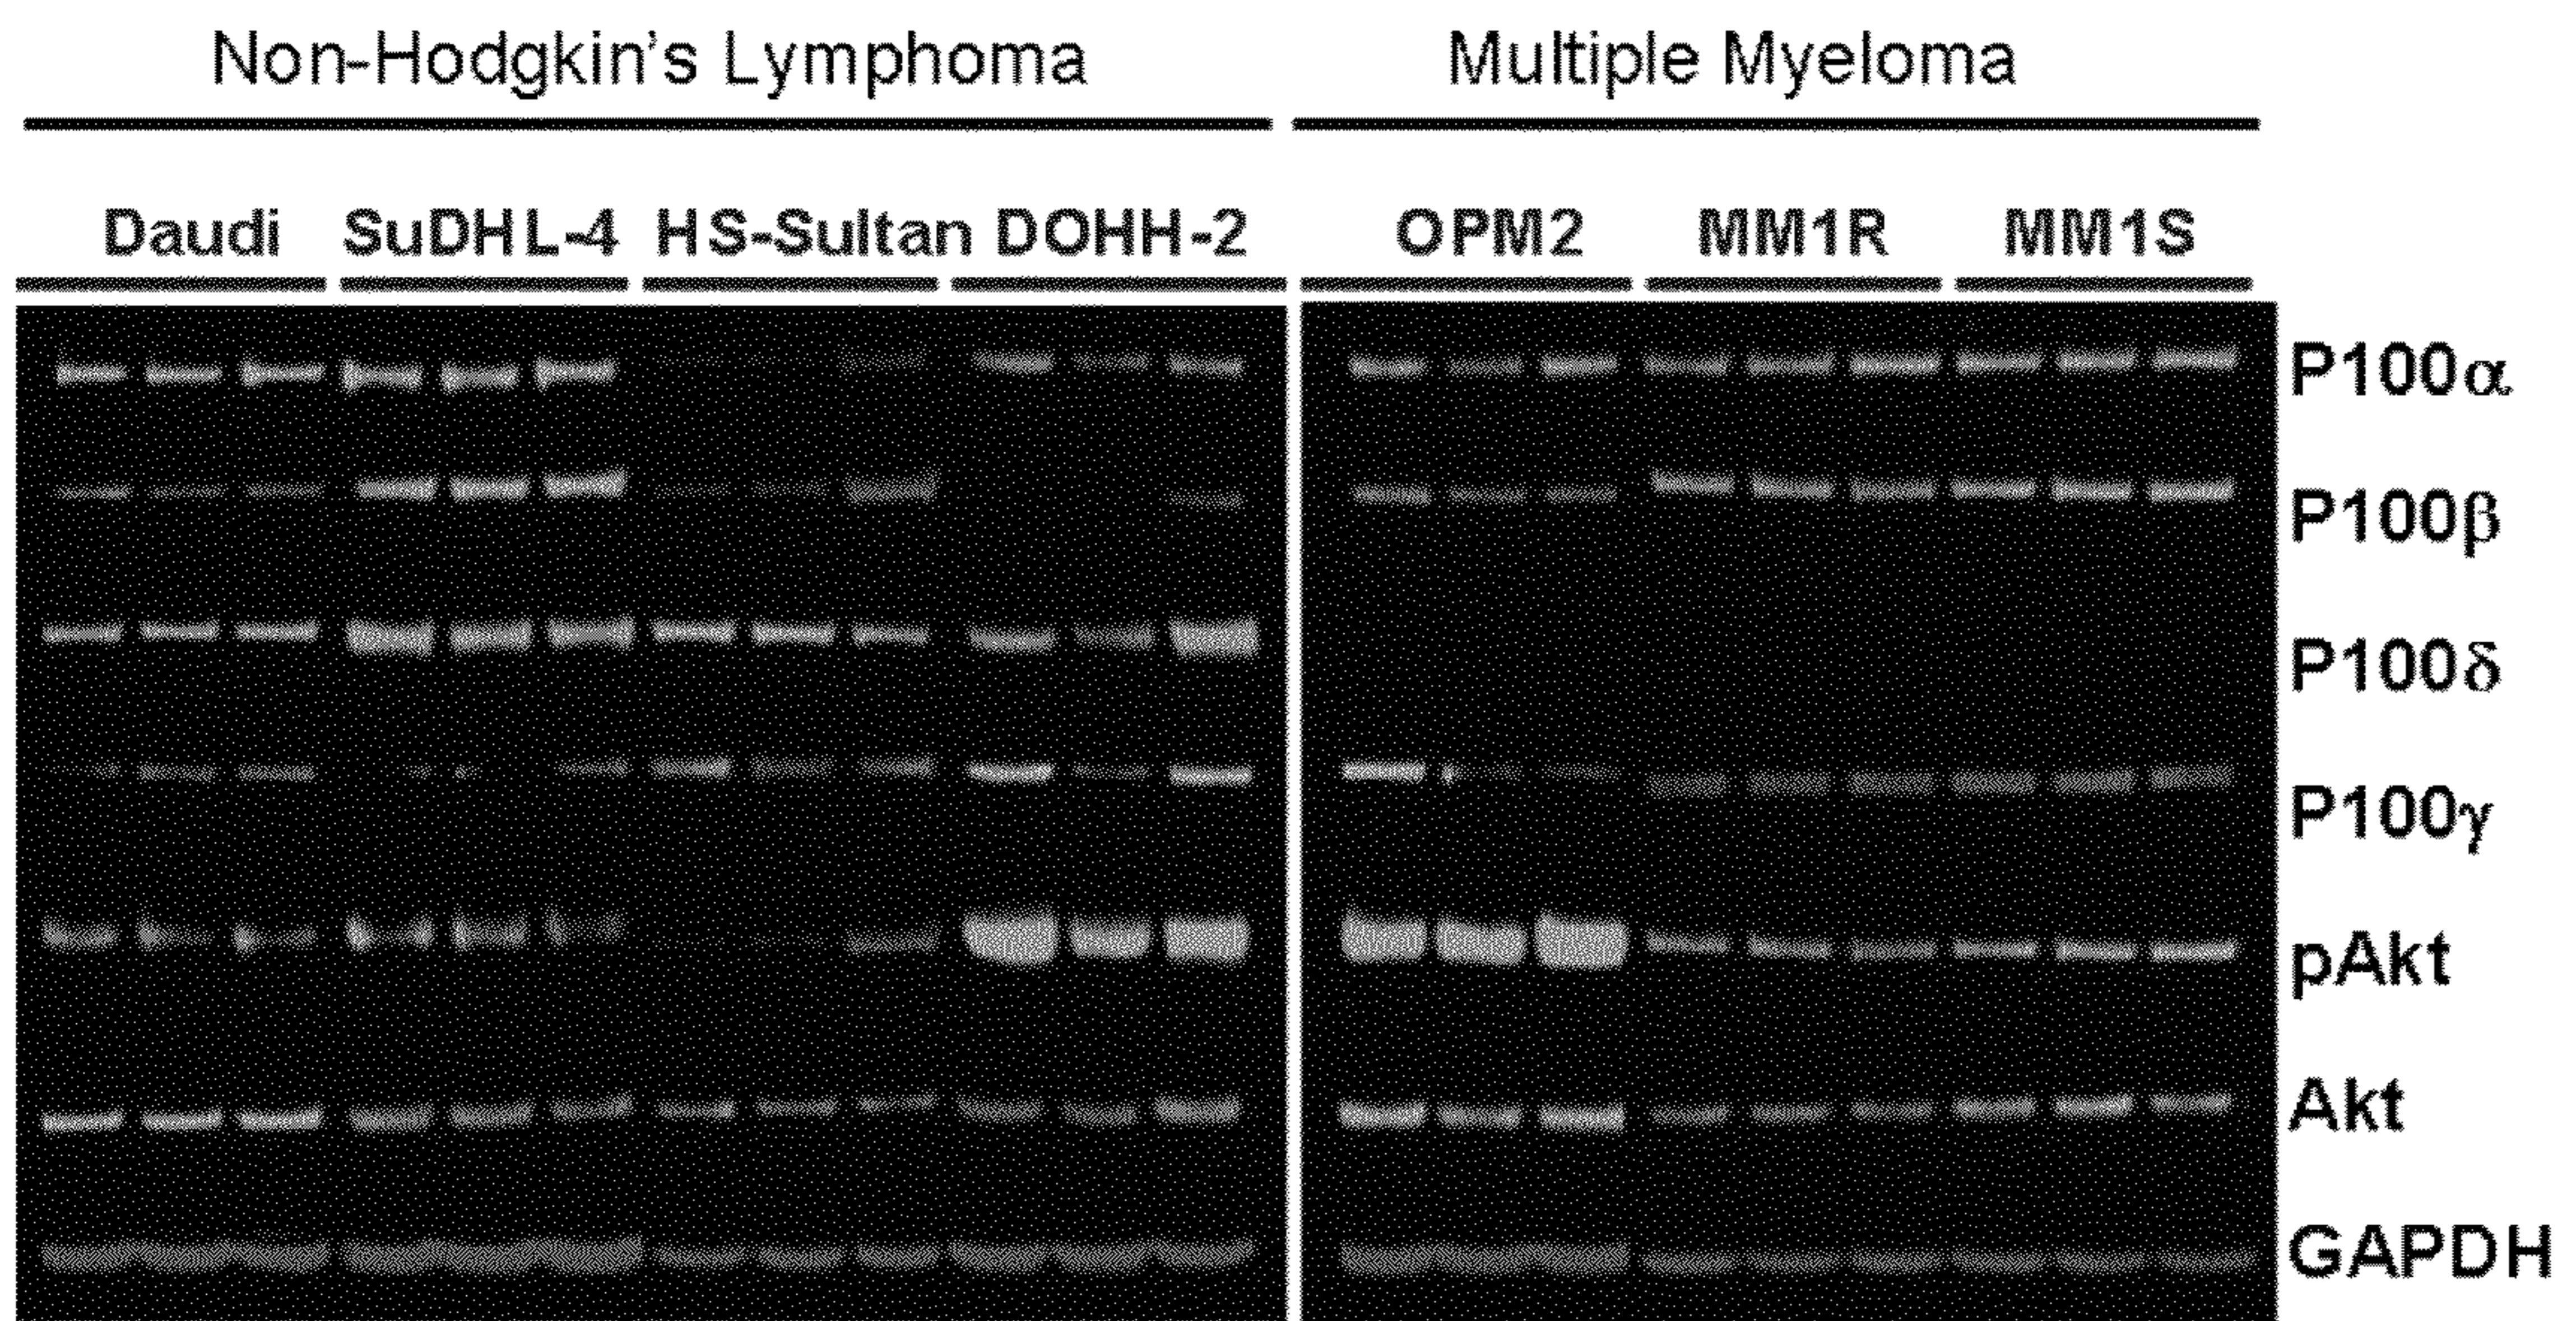 Non-Hodgkin's Lymphoma Multiple Myeloma
Daudi SuDHL-4 HS-Sultan DOHH-2 OPM2 MM1R MM1S
P100α
P100β
P100δ
P100γ
pAkt
Akt
GAPDH